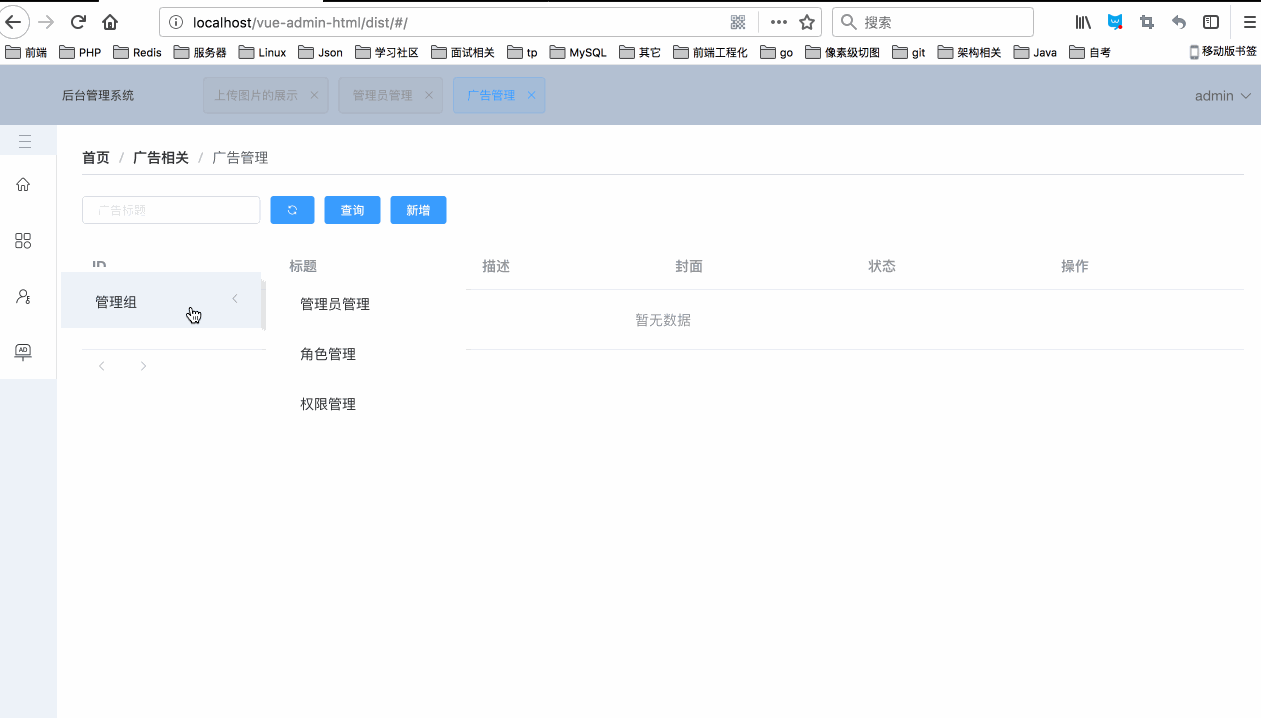 localhost/vue-admin-html/dist/#/
搜索
前端 PHP Redis 服务器 Linux Json 学习社区 面试相关 tp MySQL 其它 前端工程化 go 像素级切图 git 架构相关 Java 自考 移动版书签
后台管理系统 上传图片的展示 管理员管理 广告管理 admin
首页 / 广告相关 / 广告管理
广告标题 查询 新增
ID 标题 描述 封面 状态 操作
管理组 管理员管理
暂无数据
角色管理
AD
权限管理